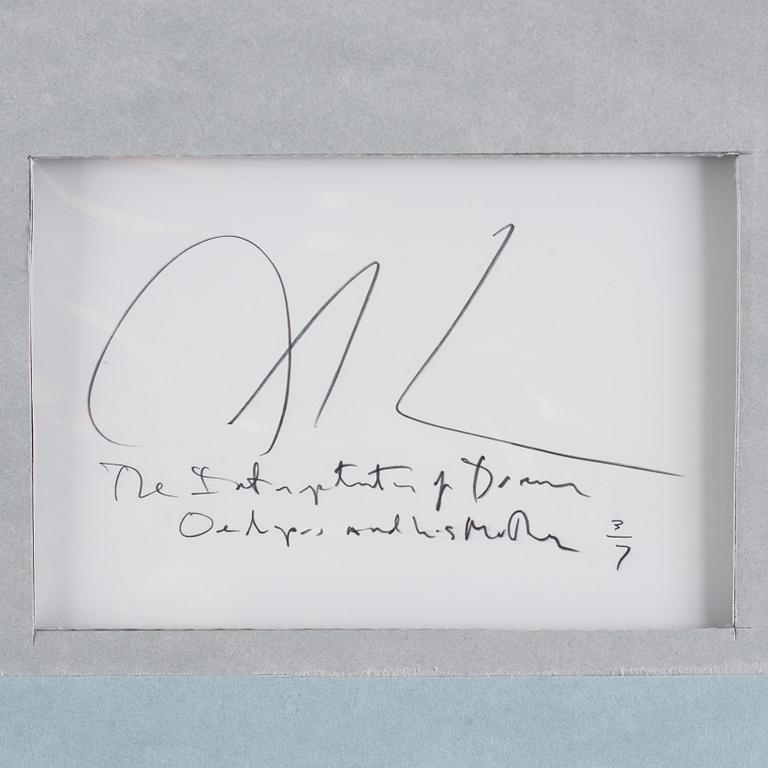 The Interpretation of Dreams
Oedipus and his Mother
3/7